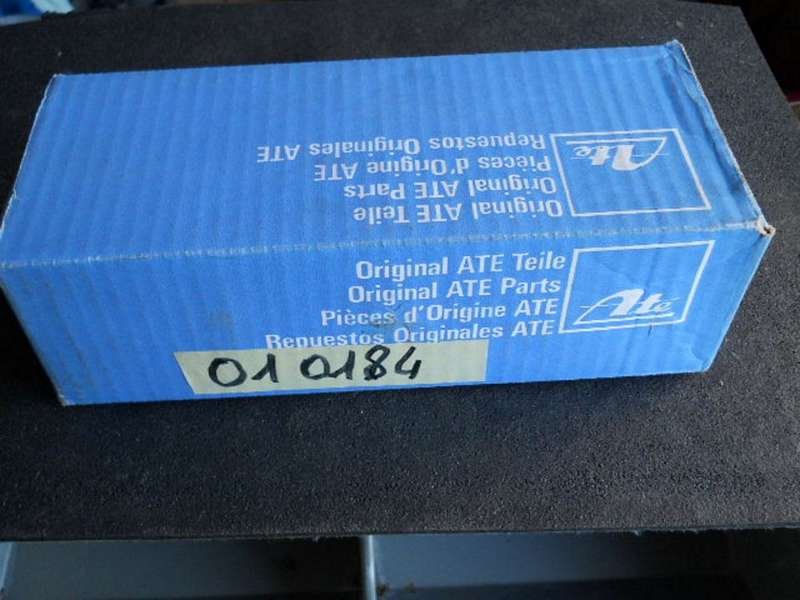 Original ATE Teile
Original ATE Parts
Pièces d'Origine ATE
Repuestos Originales ATE
Ate
Original ATE Teile
Original ATE Parts
Pièces d'Origine ATE
Repuestos Originales ATE
Ate
010184